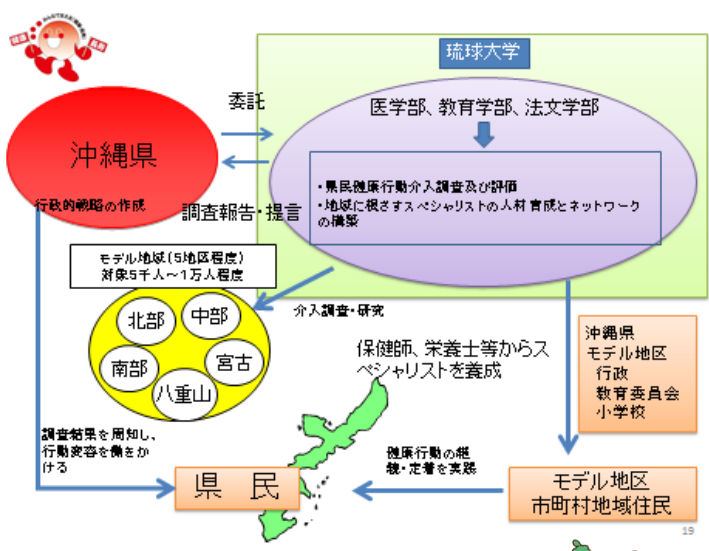 健康
長寿
琉球大学
委託
医学部、教育学部、法文学部
沖縄県
・県民健康行動介入調査及び評価
・地域に根ざすスペシャリストの人材育成とネットワーク
の構築
行政的戦略の作成
調査報告・提言
モデル地域(5地区程度)
対象5千人～1万人程度
介入調査・研究
北部
中部
南部
宮古
八重山
沖縄県
モデル地区
行政
教育委員会
小学校
保健師、栄養士等からス
ペシャリストを養成
調査結果を周知し、
行動変容を働きか
ける
健康行動の継
続・定着を実践
県 民
モデル地区
市町村地域住民
19